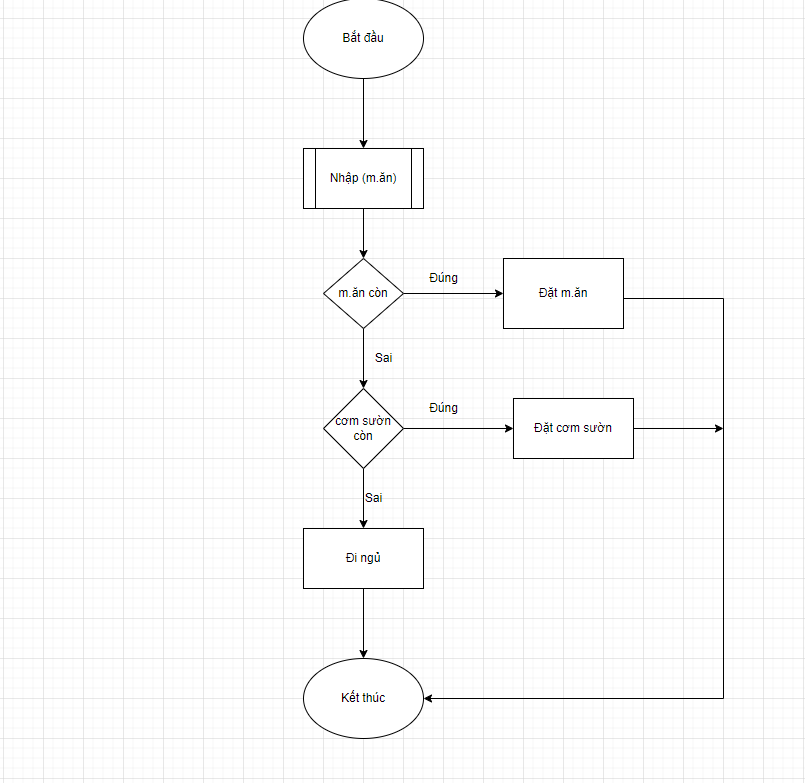 Bắt đầu
Nhập (m.ăn)
m.ăn còn
Đúng
Đặt m.ăn
Sai
cơm sườn
còn
Đúng
Đặt cơm sườn
Sai
Đi ngủ
Kết thúc